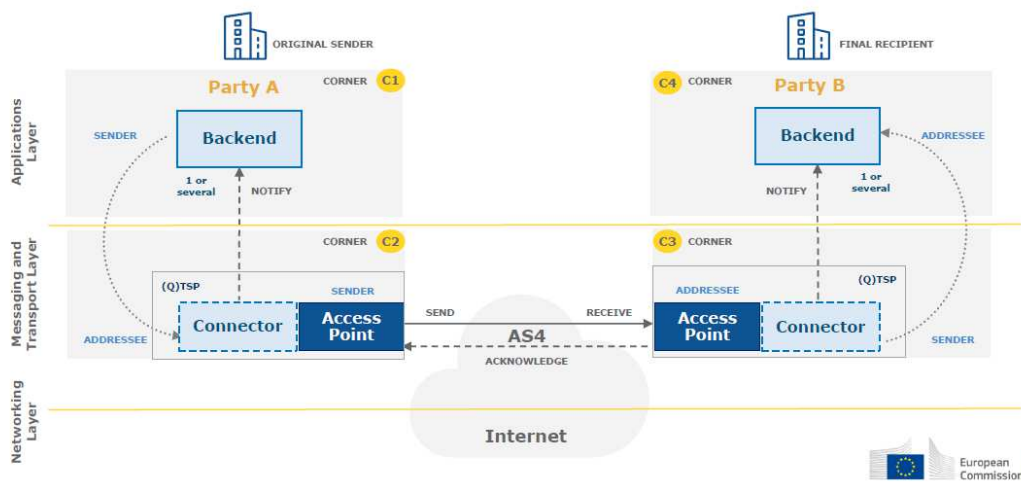 ORIGINAL SENDER
FINAL RECIPIENT
Applications
Layer
Party A
CORNER
C1
SENDER
Backend
1 or
several
NOTIFY
C4
CORNER
Party B
Backend
ADDRESSEE
NOTIFY
1 or
several
Messaging and
Transport Layer
CORNER
C2
(Q)TSP
SENDER
ADDRESSEE
Connector
Access
Point
SEND
RECEIVE
AS4
ACKNOWLEDGE
C3
CORNER
(Q)TSP
ADDRESSEE
Access
Point
Connector
SENDER
Networking
Layer
Internet
European
Commission